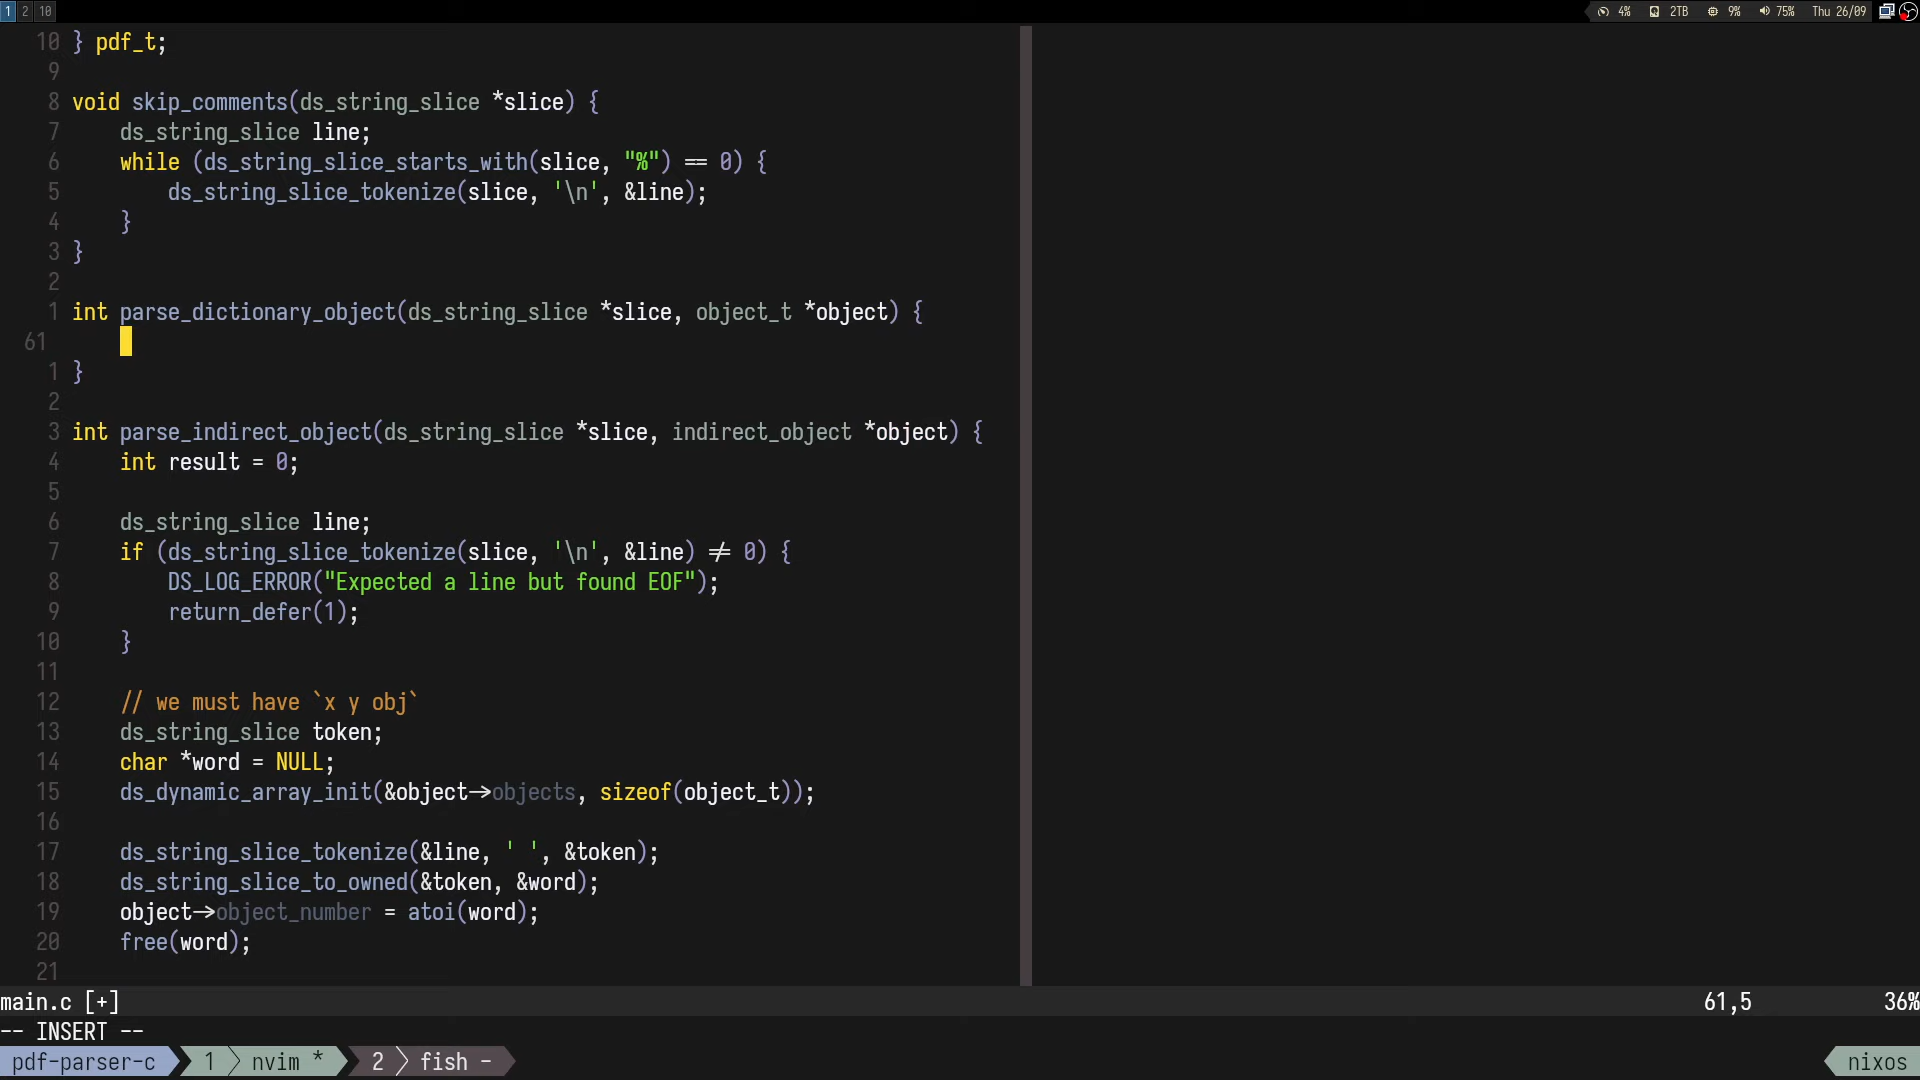 1 2 10 4% 2TB 9% 75% Thu 26/09
10 } pdf_t;
9
8 void skip_comments(ds_string_slice *slice) {
7 ds_string_slice line;
6 while (ds_string_slice_starts_with(slice, "%") == 0) {
5 ds_string_slice_tokenize(slice, '\n', &line);
4 }
3 }
2
1 int parse_dictionary_object(ds_string_slice *slice, object_t *object) {
61
1 }
2
3 int parse_indirect_object(ds_string_slice *slice, indirect_object *object) {
4 int result = 0;
5
6 ds_string_slice line;
7 if (ds_string_slice_tokenize(slice, '\n', &line) != 0) {
8 DS_LOG_ERROR("Expected a line but found EOF");
9 return_defer(1);
10 }
11
12 // we must have `x y obj`
13 ds_string_slice token;
14 char *word = NULL;
15 ds_dynamic_array_init(&object->objects, sizeof(object_t));
16
17 ds_string_slice_tokenize(&line, ' ', &token);
18 ds_string_slice_to_owned(&token, &word);
19 object->object_number = atoi(word);
20 free(word);
21
main.c [+] 61,5 36%
-- INSERT --
pdf-parser-c 1 nvim * 2 fish - nixos